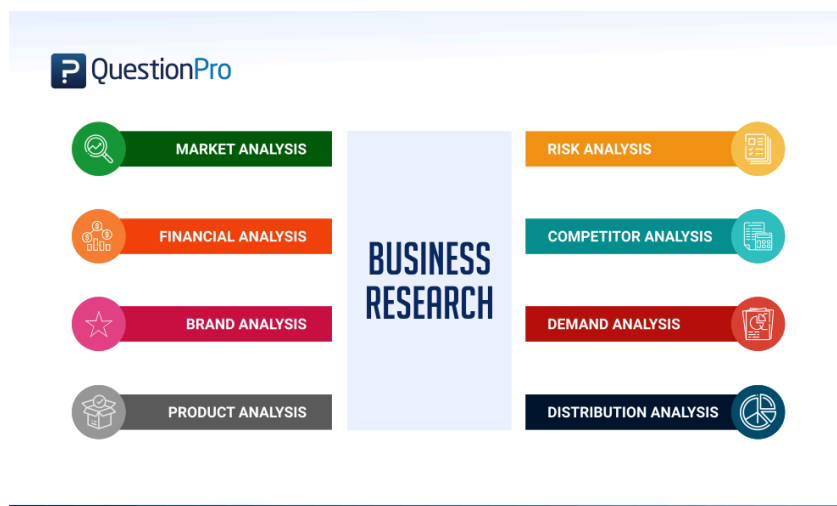 QuestionPro
MARKET ANALYSIS
FINANCIAL ANALYSIS
BRAND ANALYSIS
PRODUCT ANALYSIS
BUSINESS
RESEARCH
RISK ANALYSIS
COMPETITOR ANALYSIS
DEMAND ANALYSIS
DISTRIBUTION ANALYSIS